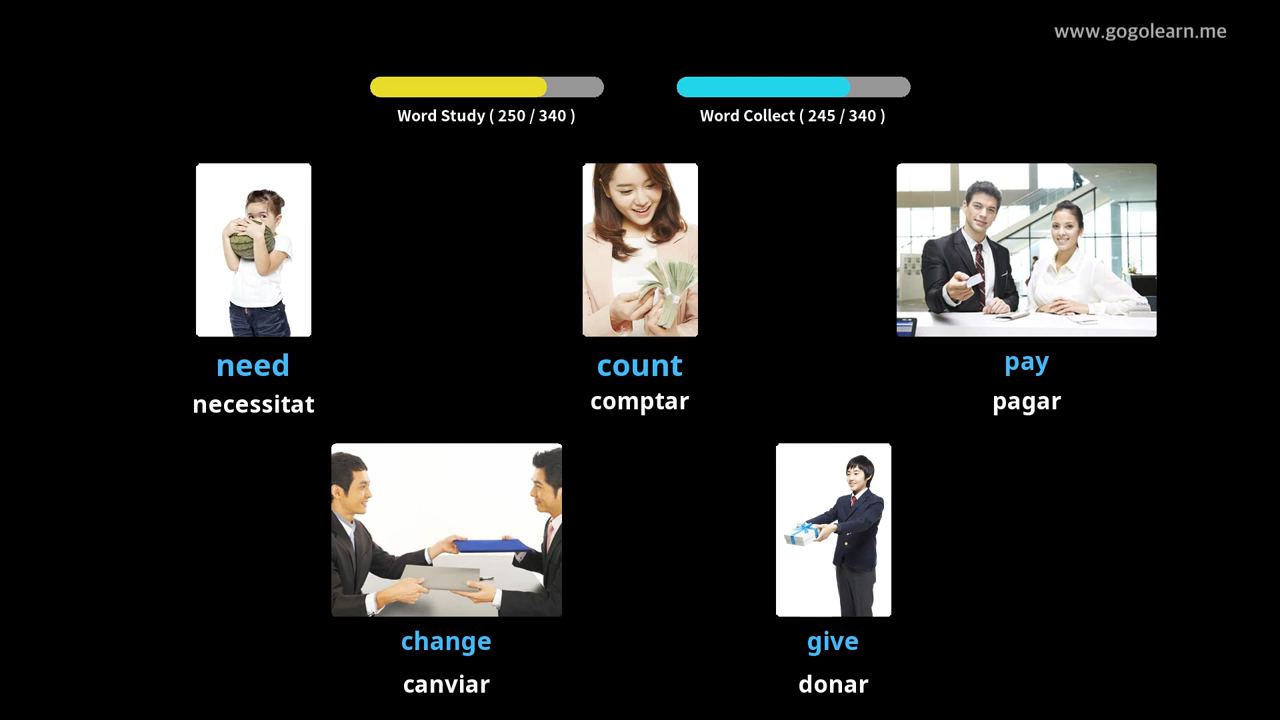 www.gogolearn.me
Word Study ( 250 / 340 )
Word Collect ( 245 / 340 )
need
count
pay
necessitat
comptar
pagar
change
give
canviar
donar